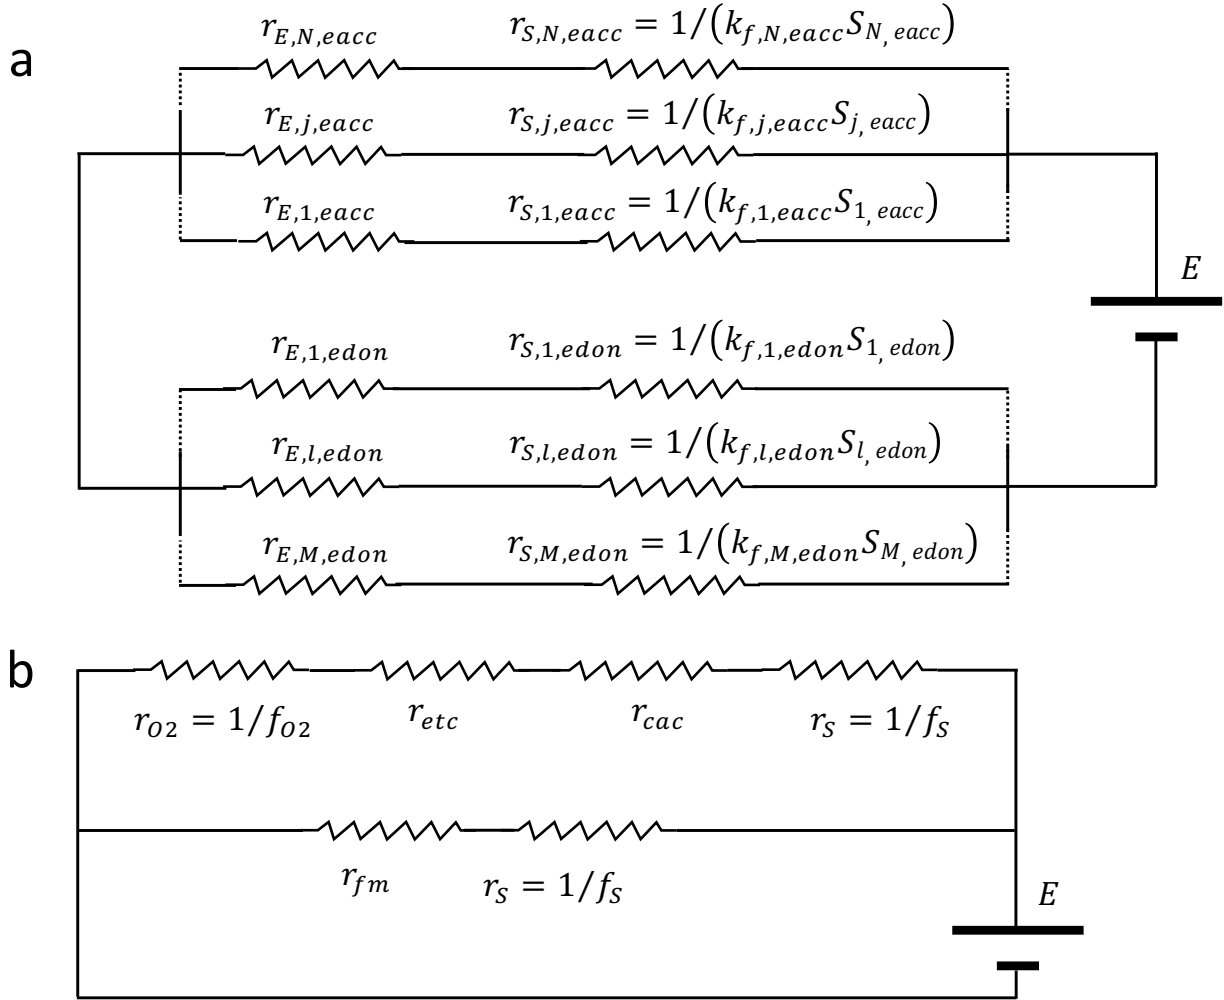 a
r_{E,N,eacc} r_{S,N,eacc} = 1/(k_{f,N,eacc}S_{N, eacc})
r_{E,j,eacc} r_{S,j,eacc} = 1/(k_{f,j,eacc}S_{j, eacc})
r_{E,1,eacc} r_{S,1,eacc} = 1/(k_{f,1,eacc}S_{1, eacc})
E
r_{E,1,edon} r_{S,1,edon} = 1/(k_{f,1,edon}S_{1, edon})
r_{E,l,edon} r_{S,l,edon} = 1/(k_{f,l,edon}S_{l, edon})
r_{E,M,edon} r_{S,M,edon} = 1/(k_{f,M,edon}S_{M, edon})
b
r_{O2} = 1/f_{O2} r_{etc} r_{cac} r_S = 1/f_S
r_{fm} r_S = 1/f_S
E